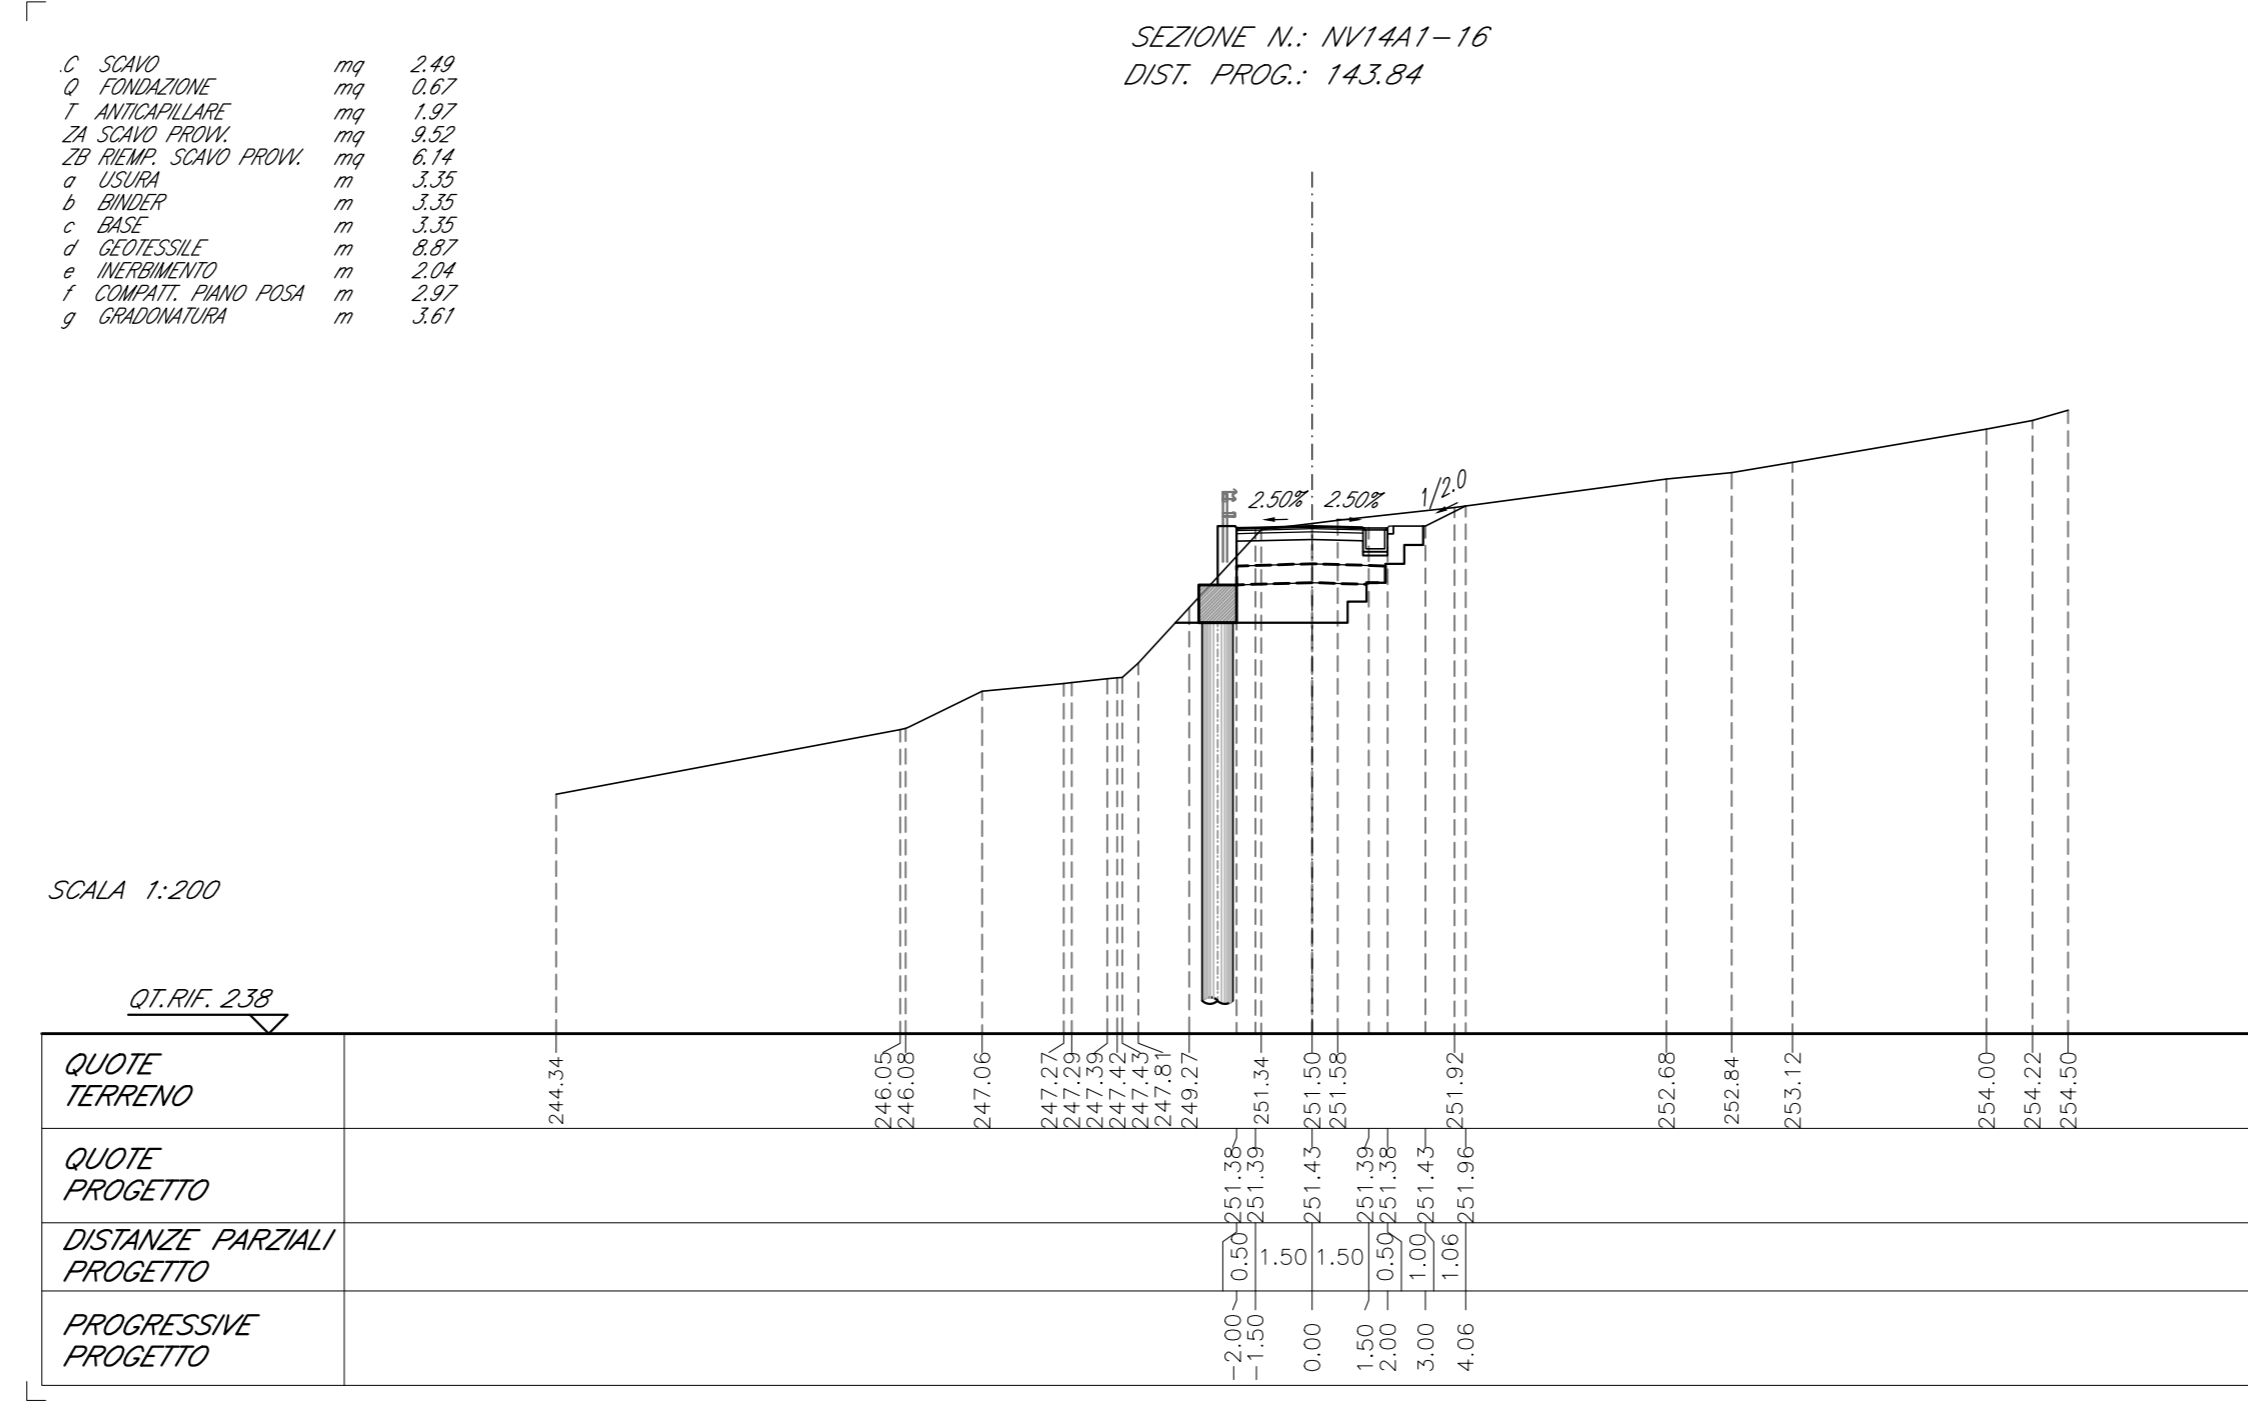 SEZIONE N.: NV14A1-16
DIST. PROG.: 143.84
.C SCAVO mq 2.49
Q FONDAZIONE mq 0.67
T ANTICAPILLARE mq 1.97
ZA SCAVO PROVV. mq 9.52
ZB RIEMP. SCAVO PROVV. mq 6.14
a USURA m 3.35
b BINDER m 3.35
c BASE m 3.35
d GEOTESSILE m 8.87
e INERBIMENTO m 2.04
f COMPATT. PIANO POSA m 2.97
g GRADONATURA m 3.61
2.50% 2.50% 1/2.0
SCALA 1:200
QT.RIF. 238
QUOTE
TERRENO
244.34 246.05 246.08 247.06 247.27 247.29 247.39 247.42 247.43 247.81 249.27 251.34 251.50 251.58 251.92 252.68 252.84 253.12 254.00 254.22 254.50
QUOTE
PROGETTO
251.38 251.39 251.43 251.39 251.38 251.43 251.96
DISTANZE PARZIALI
PROGETTO
0.50 1.50 1.50 0.50 1.00 1.06
PROGRESSIVE
PROGETTO
-2.00 -1.50 0.00 1.50 2.00 3.00 4.06